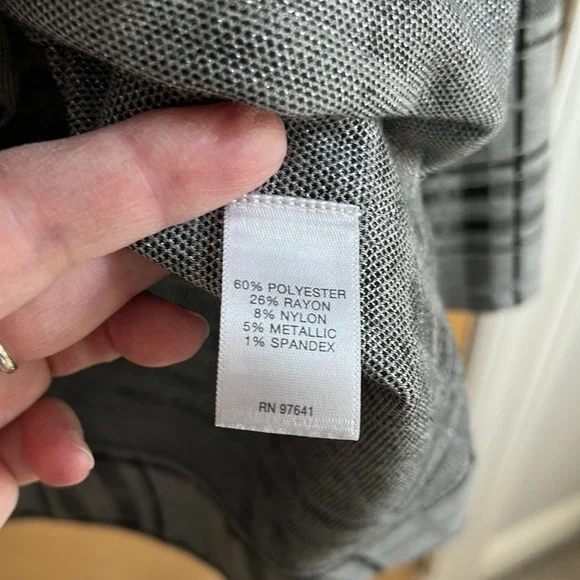 60% POLYESTER
26% RAYON
8% NYLON
5% METALLIC
1% SPANDEX
RN 97641